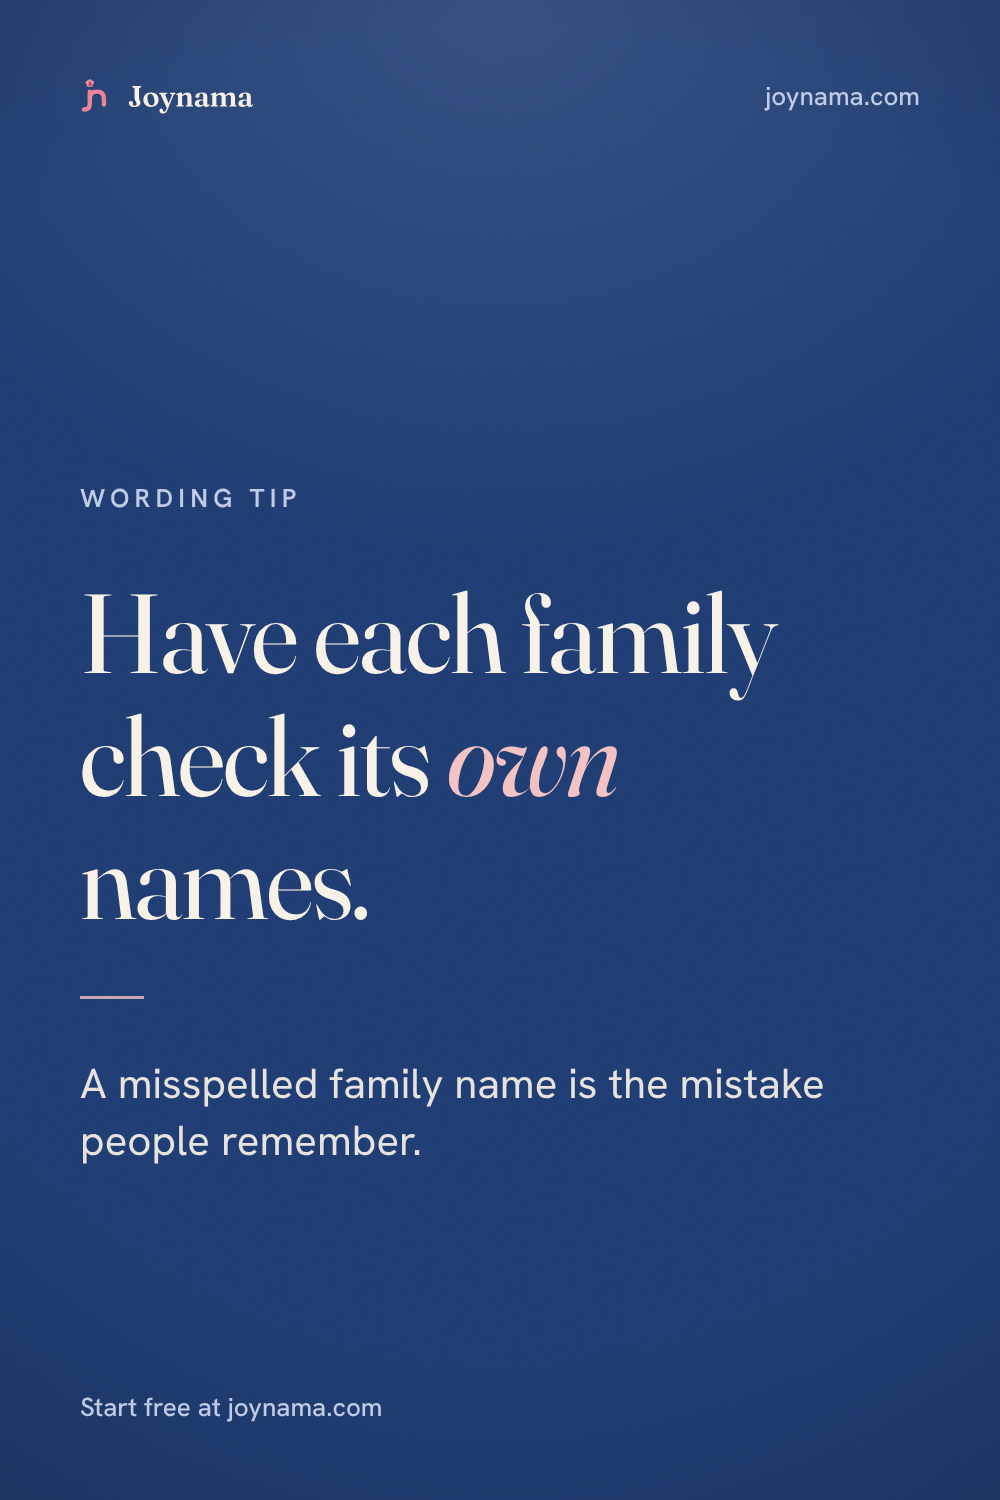 Joynama
joynama.com
WORDING TIP
Have each family
check its own
names.
A misspelled family name is the mistake
people remember.
Start free at joynama.com